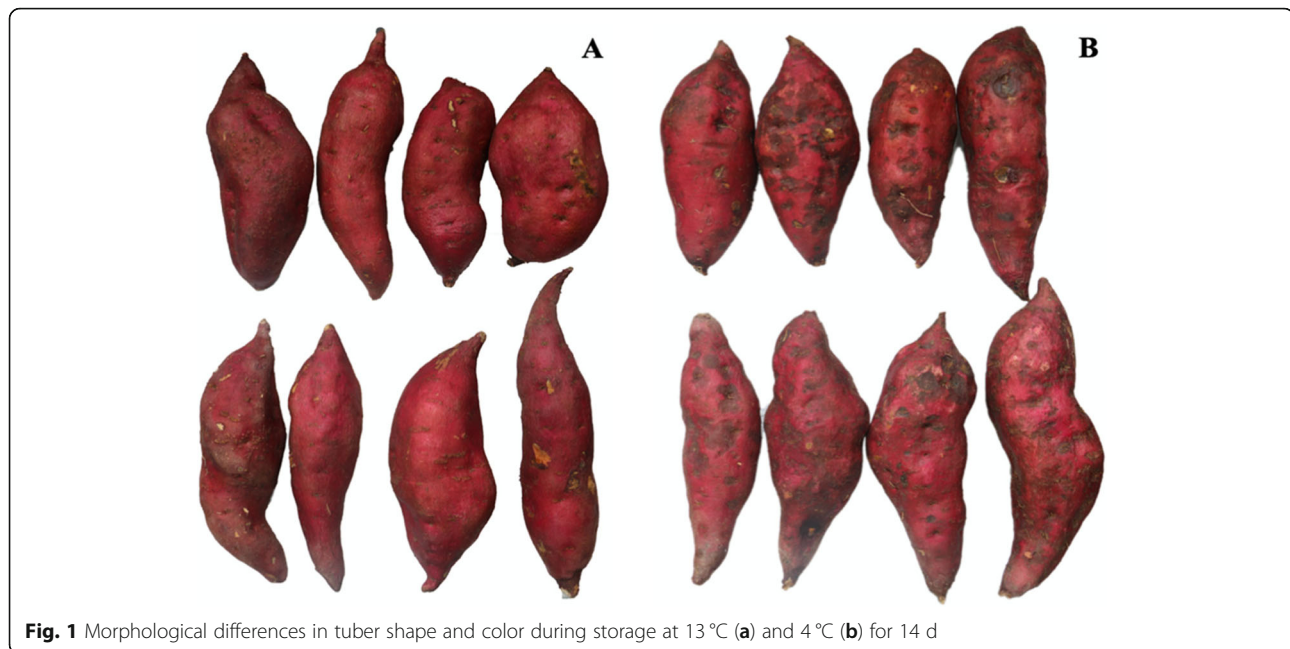 A
B
Fig. 1 Morphological differences in tuber shape and color during storage at 13 °C (a) and 4 °C (b) for 14 d